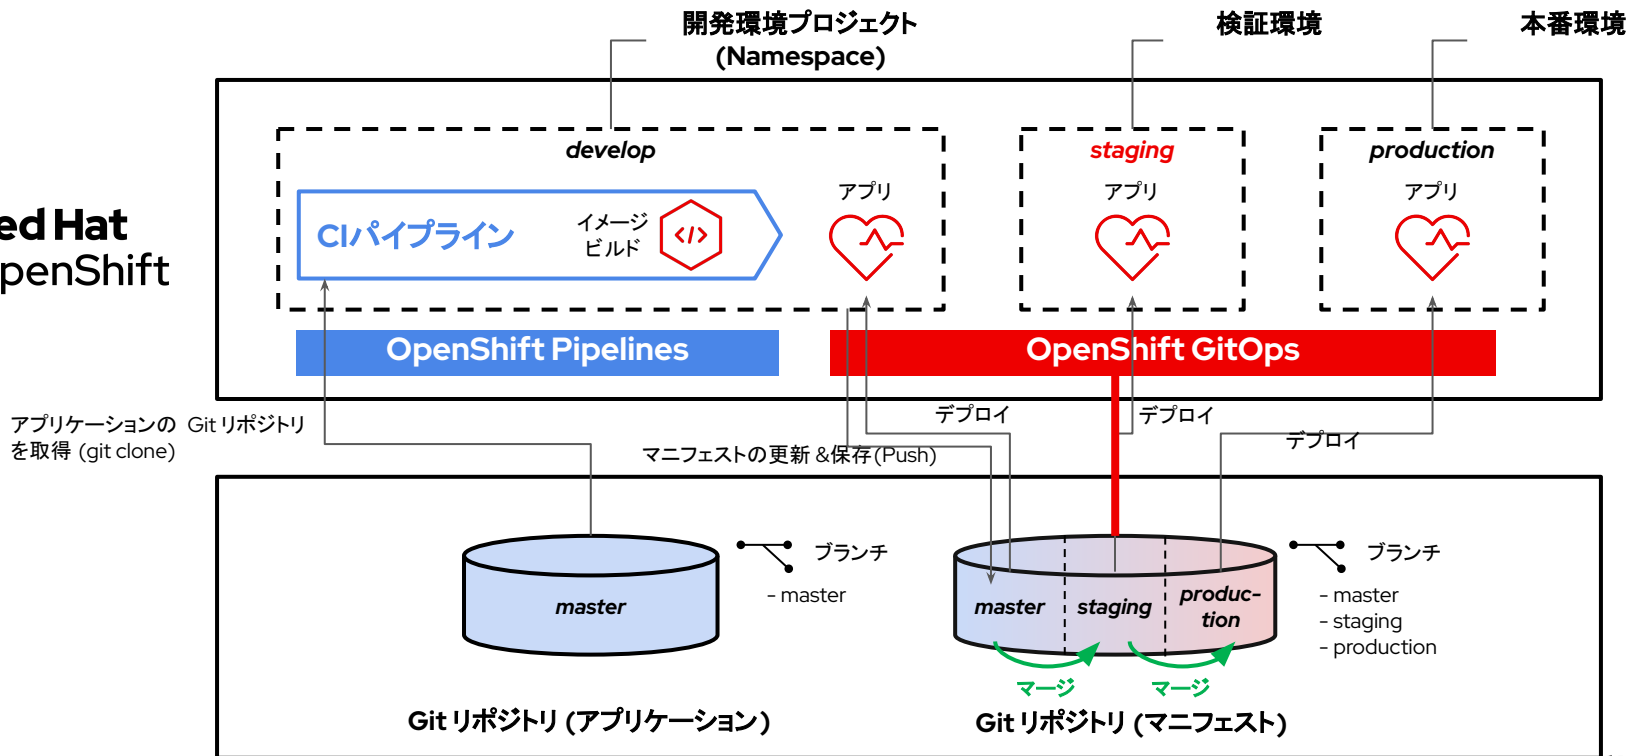 開発環境プロジェクト
(Namespace)
検証環境
本番環境
develop
staging
production
ed Hat
penShift
CIパイプライン
イメージ
ビルド
アプリ
アプリ
アプリ
OpenShift Pipelines
OpenShift GitOps
アプリケーションの Git リポジトリ
を取得 (git clone)
デプロイ
デプロイ
デプロイ
マニフェストの更新 &保存(Push)
master
ブランチ
- master
master
staging
produc-
tion
ブランチ
- master
- staging
- production
マージ
マージ
Git リポジトリ (アプリケーション)
Git リポジトリ (マニフェスト)